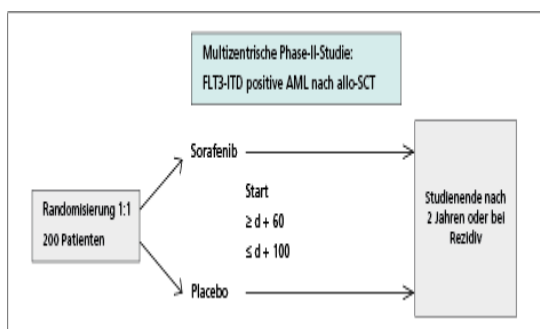 Multizentrische Phase-II-Studie:
FLT3-ITD positive AML nach allo-SCT
Sorafenib
Randomisierung 1:1
200 Patienten
Start
≥ d + 60
≤ d + 100
Placebo
Studienende nach
2 Jahren oder bei
Rezidiv